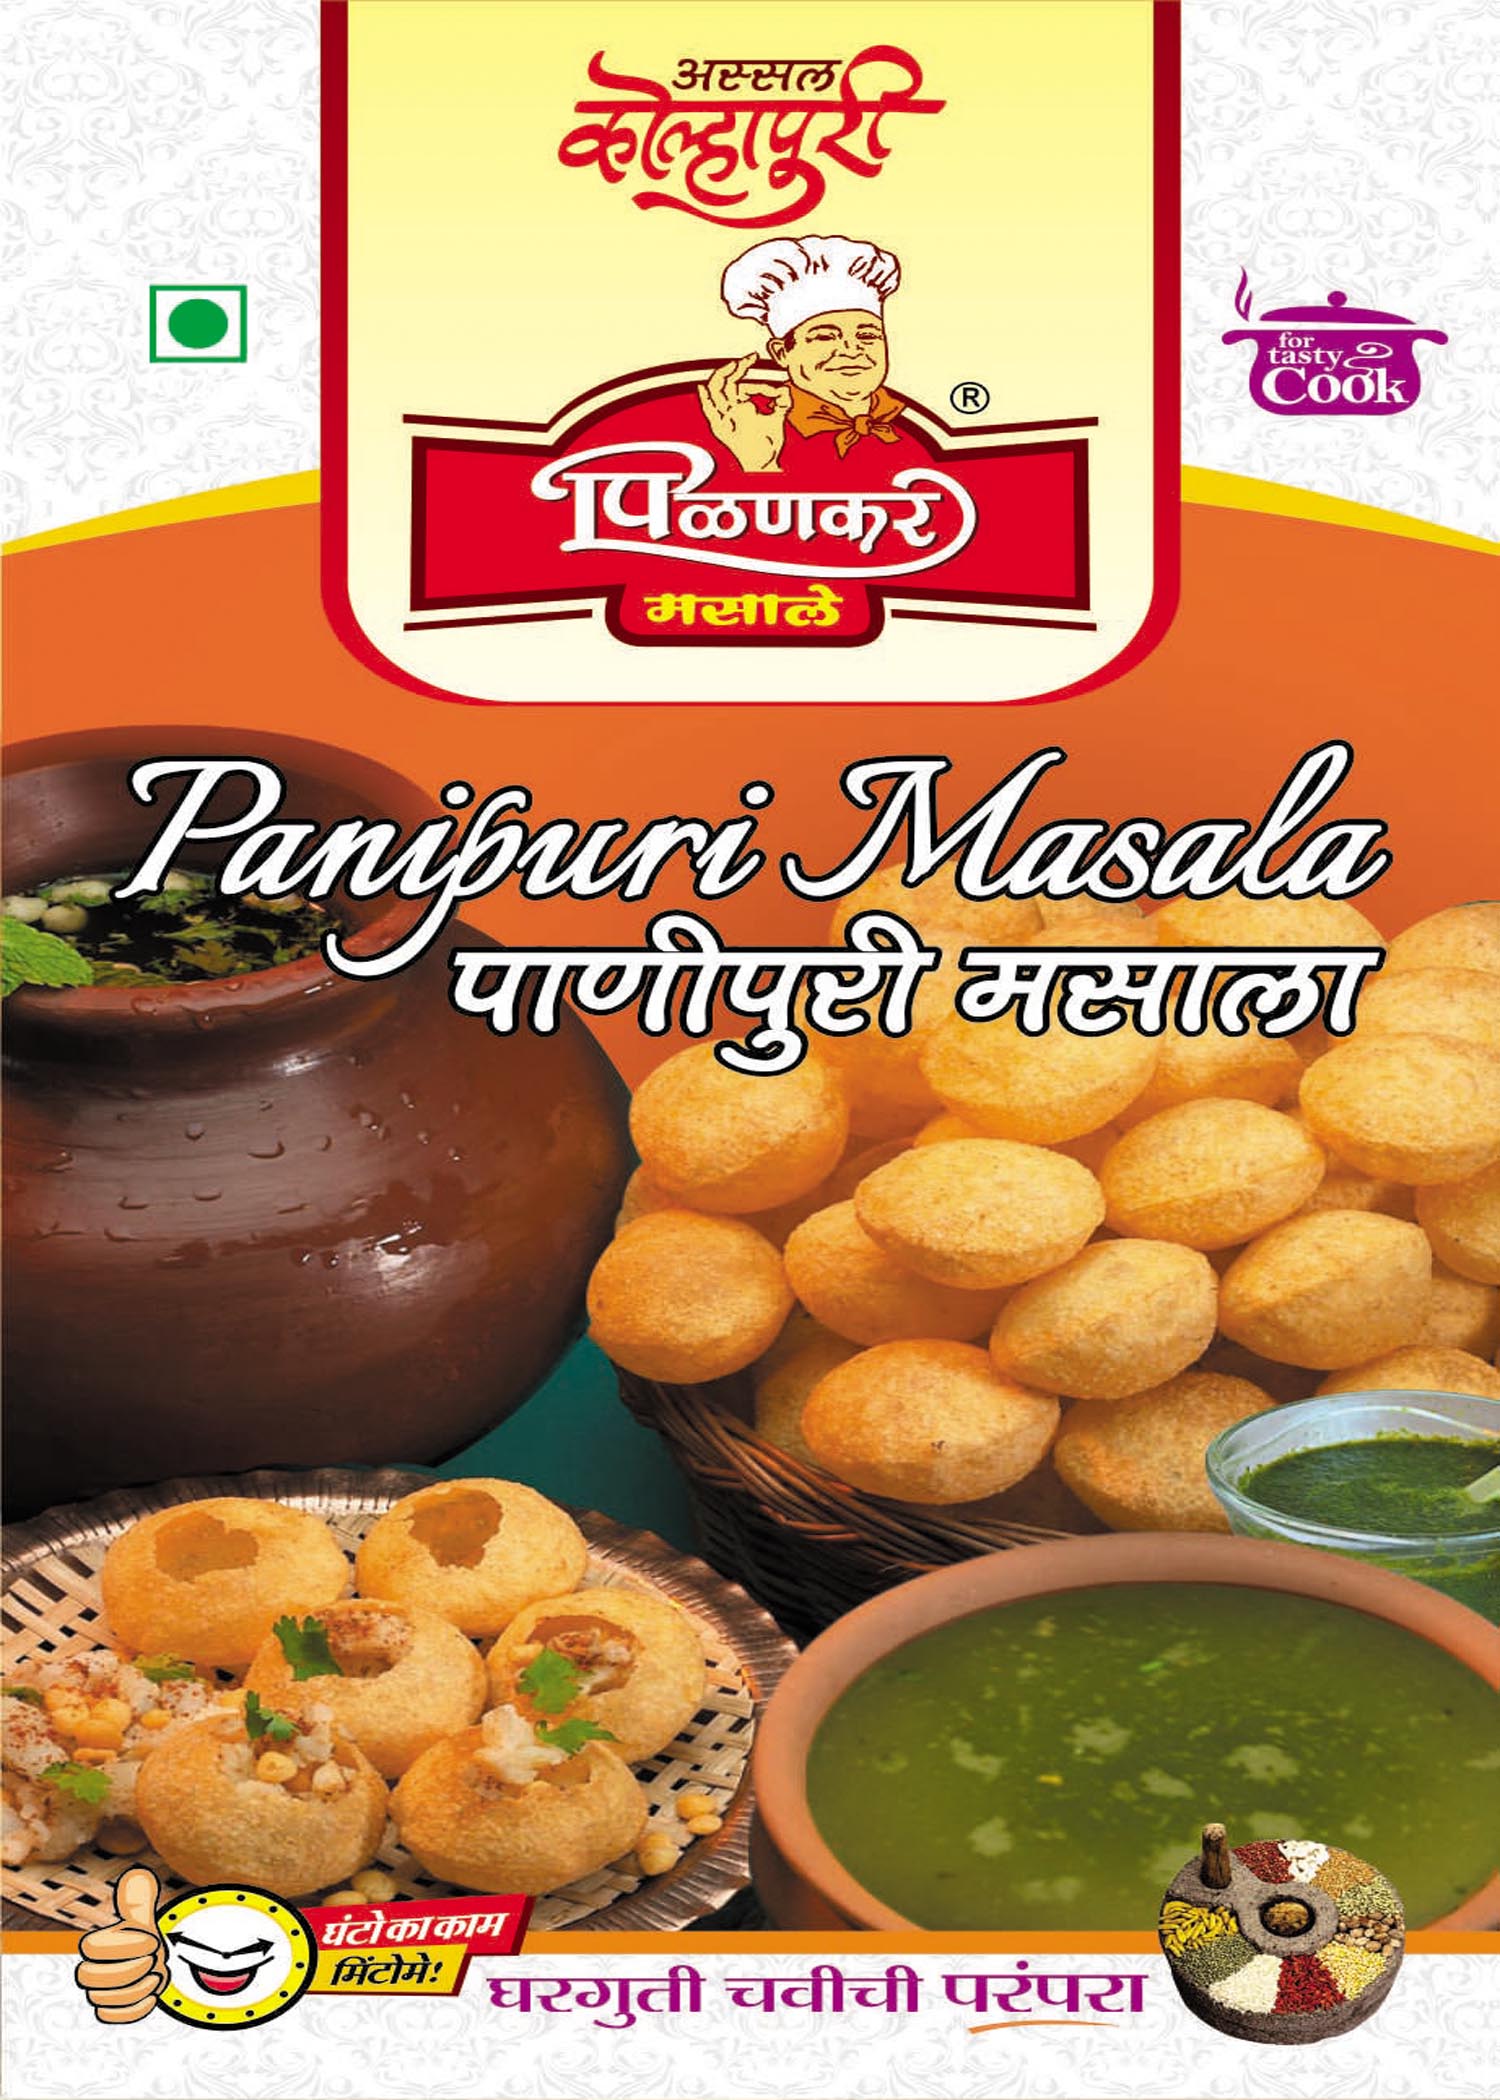 अस्सल
कोल्हापुरी
for
tasty
Cook
®
पिळणकर
मसाले
Panipuri Masala
पाणीपुरी मसाला
घंटो का काम
मिंटोमे!
घरगुती चवीची परंपरा